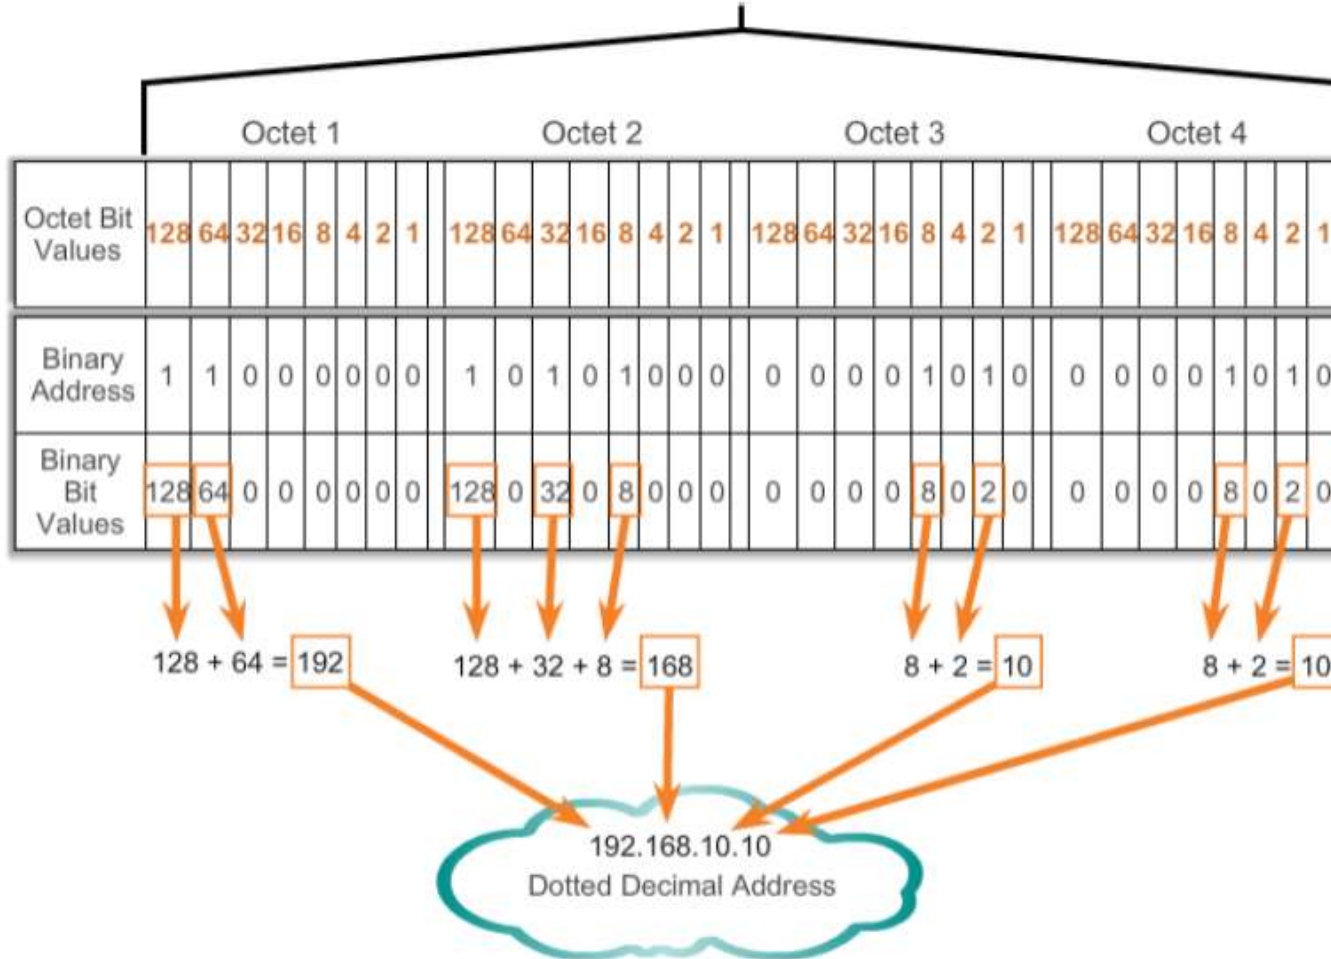 Octet 1 Octet 2 Octet 3 Octet 4
Octet Bit
Values
128 64 32 16 8 4 2 1 128 64 32 16 8 4 2 1 128 64 32 16 8 4 2 1 128 64 32 16 8 4 2 1
Binary
Address
1 1 0 0 0 0 0 0 1 0 1 0 1 0 0 0 0 0 0 0 1 0 1 0 0 0 0 0 1 0 1 0
Binary
Bit
Values
128 64 0 0 0 0 0 0 128 0 32 0 8 0 0 0 0 0 0 0 8 0 2 0 0 0 0 0 8 0 2 0
128 + 64 = 192 128 + 32 + 8 = 168 8 + 2 = 10 8 + 2 = 10
192.168.10.10
Dotted Decimal Address